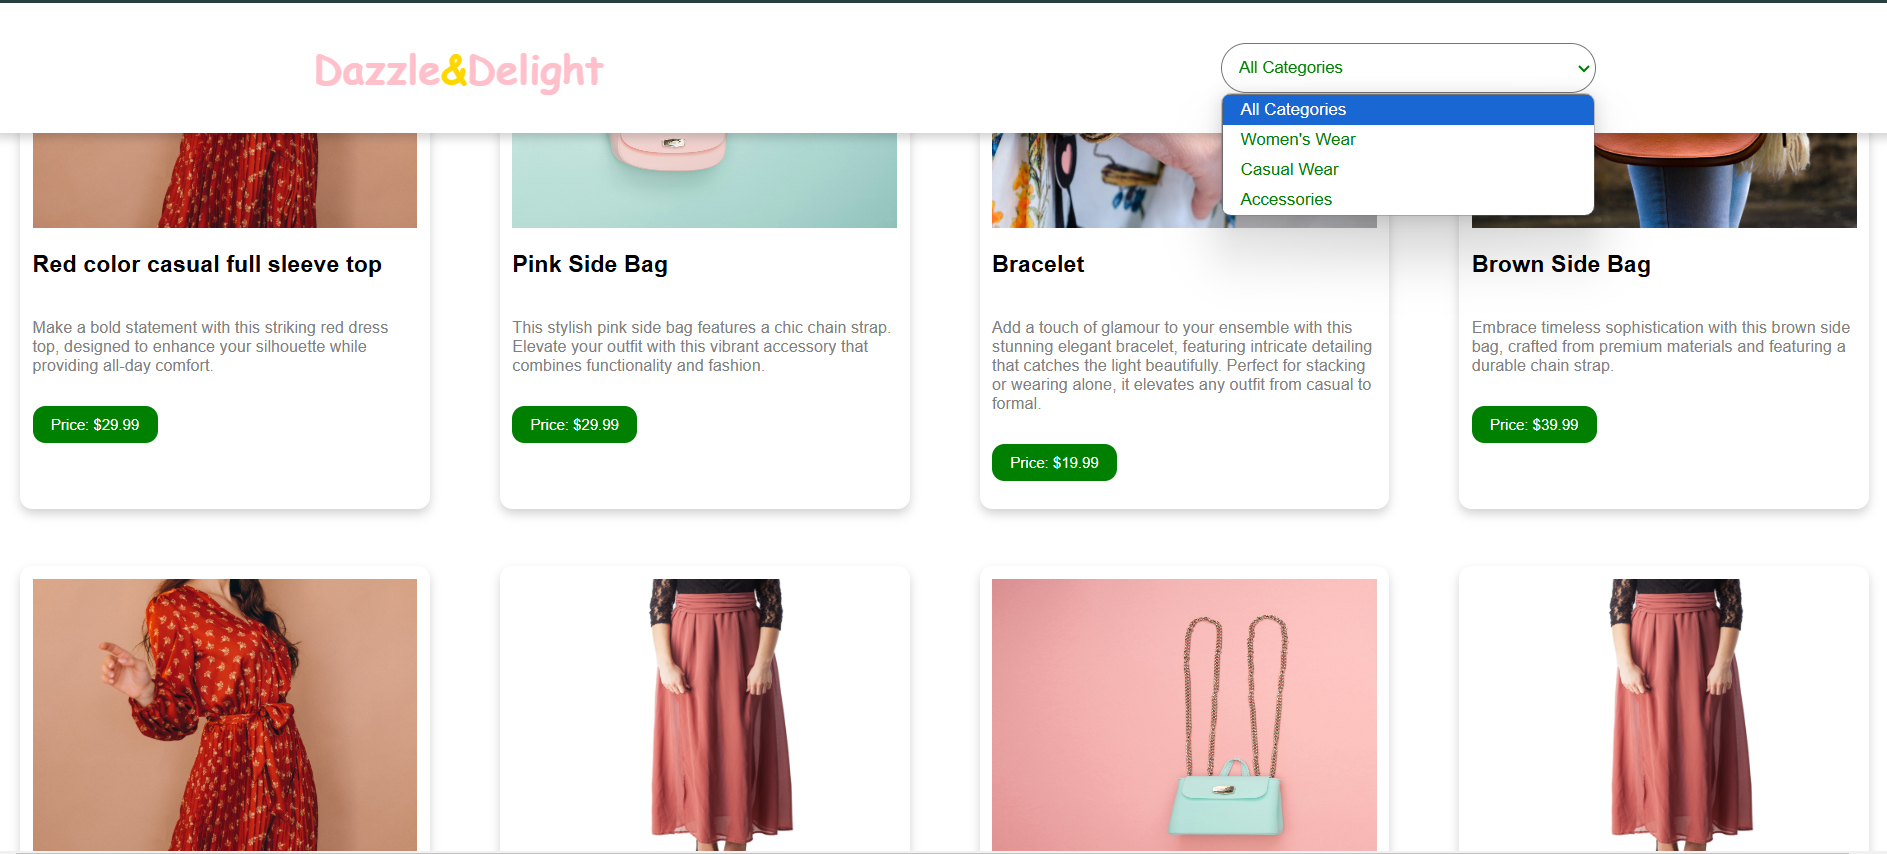 Dazzle&Delight
All Categories
All Categories
Women's Wear
Casual Wear
Accessories
Red color casual full sleeve top
Make a bold statement with this striking red dress
top, designed to enhance your silhouette while
providing all-day comfort.
Price: $29.99
Pink Side Bag
This stylish pink side bag features a chic chain strap.
Elevate your outfit with this vibrant accessory that
combines functionality and fashion.
Price: $29.99
Bracelet
Add a touch of glamour to your ensemble with this
stunning elegant bracelet, featuring intricate detailing
that catches the light beautifully. Perfect for stacking
or wearing alone, it elevates any outfit from casual to
formal.
Price: $19.99
Brown Side Bag
Embrace timeless sophistication with this brown side
bag, crafted from premium materials and featuring a
durable chain strap.
Price: $39.99